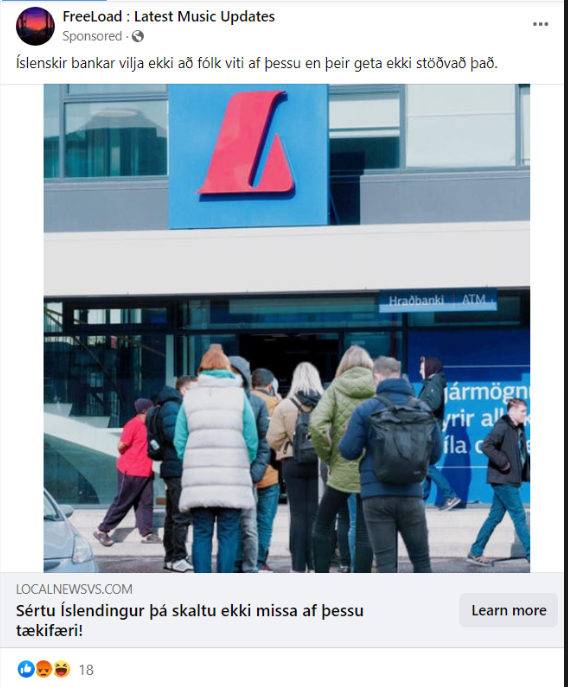 FreeLoad : Latest Music Updates
Sponsored ·
Íslenskir bankar vilja ekki að fólk viti af þessu en þeir geta ekki stöðvað það.
Hraðbanki | ATM
jármögnu
yrir all
íla o
LOCALNEWSVS.COM
Sértu Íslendingur þá skaltu ekki missa af þessu
tækifæri!
Learn more
18